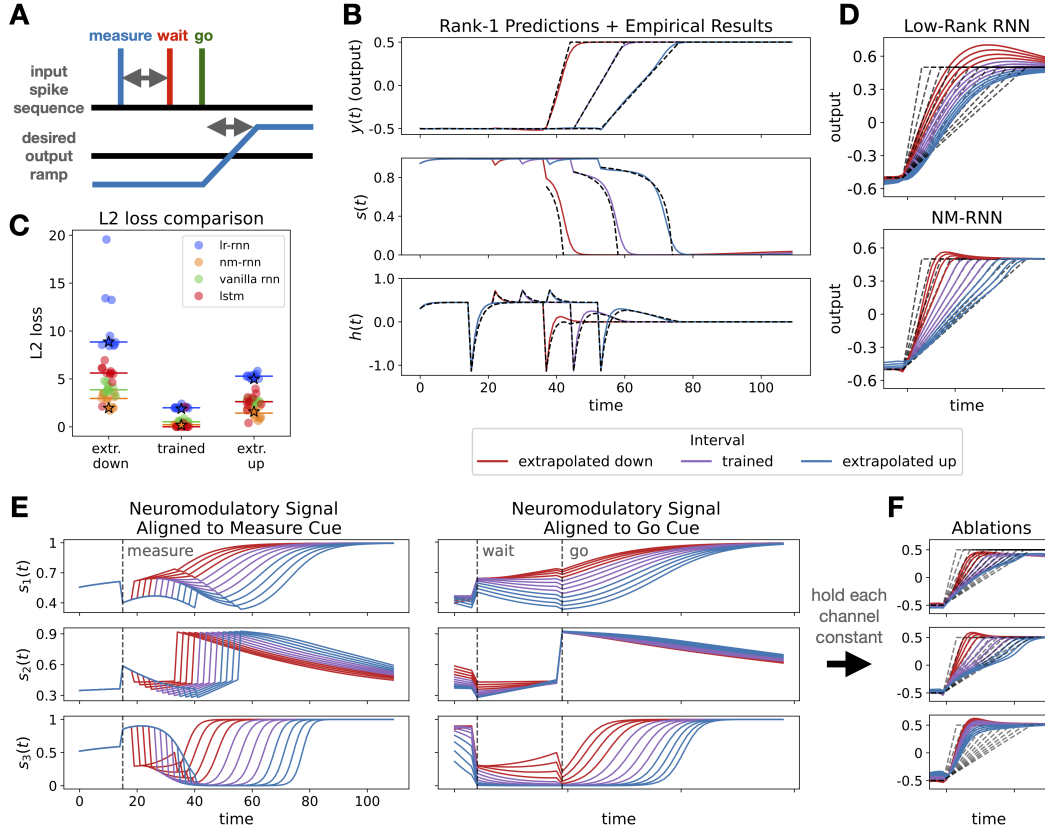 A
measure wait go
input
spike
sequence
desired
output
ramp
B
Rank-1 Predictions + Empirical Results
y(t) (output)
0.5
0.0
-0.5
s(t)
0.8
0.4
0.0
h(t)
1.0
0.0
-1.0
0 20 40 60 80 100
time
C
L2 loss comparison
L2 loss
20
15
10
5
0
lr-rnn
nm-rnn
vanilla rnn
lstm
extr.
down
trained
extr.
up
D
Low-Rank RNN
output
0.6
0.3
0
-0.3
-0.6
NM-RNN
output
0.6
0.3
0
-0.3
-0.6
time
Interval
extrapolated down
trained
extrapolated up
E
Neuromodulatory Signal
Aligned to Measure Cue
measure
s1(t)
1
0.7
0.4
s2(t)
0.9
0.6
0.3
s3(t)
1
0.5
0
0 20 40 60 80 100
time
Neuromodulatory Signal
Aligned to Go Cue
wait
go
time
hold each
channel
constant
F
Ablations
0.5
-0.5
0.5
-0.5
0.5
-0.5
time